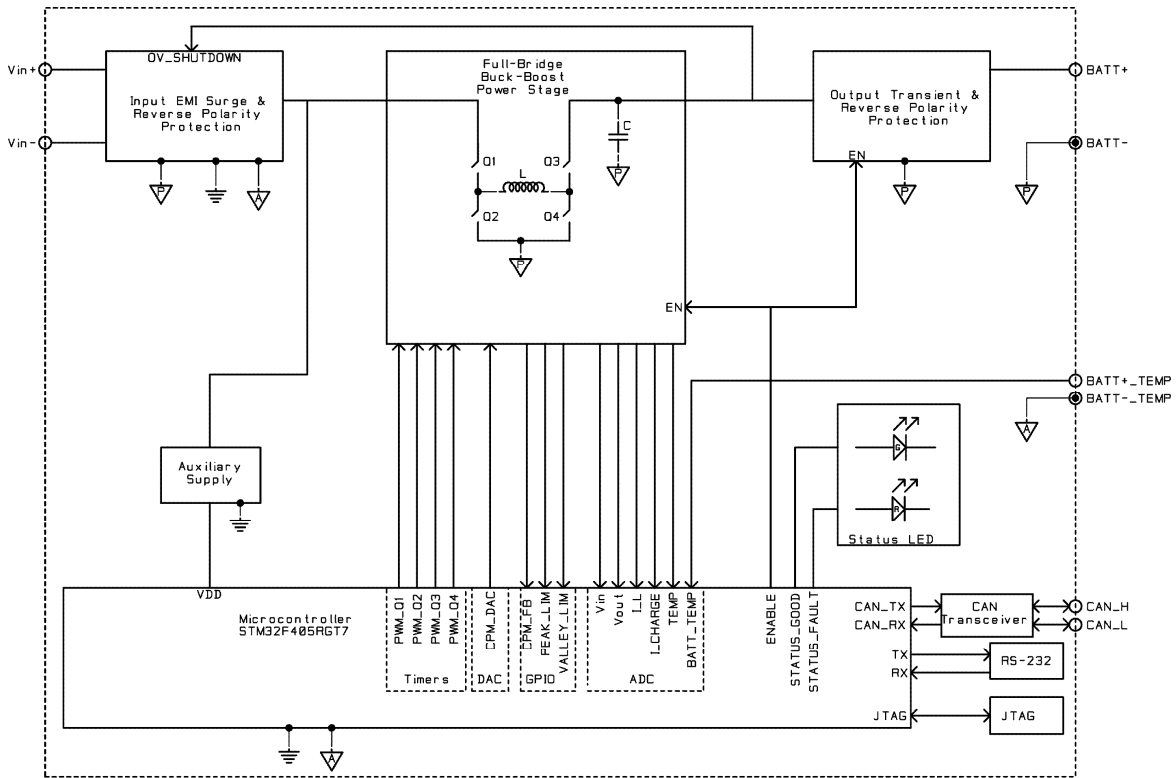 OV_SHUTDOWN
Input EMI Surge &
Reverse Polarity
Protection
P
A
Vin+
Vin-
Full-Bridge
Buck-Boost
Power Stage
C
P
Q1
Q3
L
Q2
Q4
P
EN
Output Transient &
Reverse Polarity
Protection
EN
P
BATT+
BATT-
P
BATT+_TEMP
BATT-_TEMP
A
Auxiliary
Supply
G
R
Status LED
VDD
Microcontroller
STM32F405RGT7
PWM_Q1
PWM_Q2
PWM_Q3
PWM_Q4
Timers
CPM_DAC
DAC
CPM_FB
PEAK_LIM
VALLEY_LIM
GPIO
Vin
Vout
I_L
I_CHARGE
TEMP
BATT_TEMP
ADC
ENABLE
STATUS_GOOD
STATUS_FAULT
CAN_TX
CAN_RX
TX
RX
JTAG
CAN
Transceiver
CAN_H
CAN_L
RS-232
JTAG
A